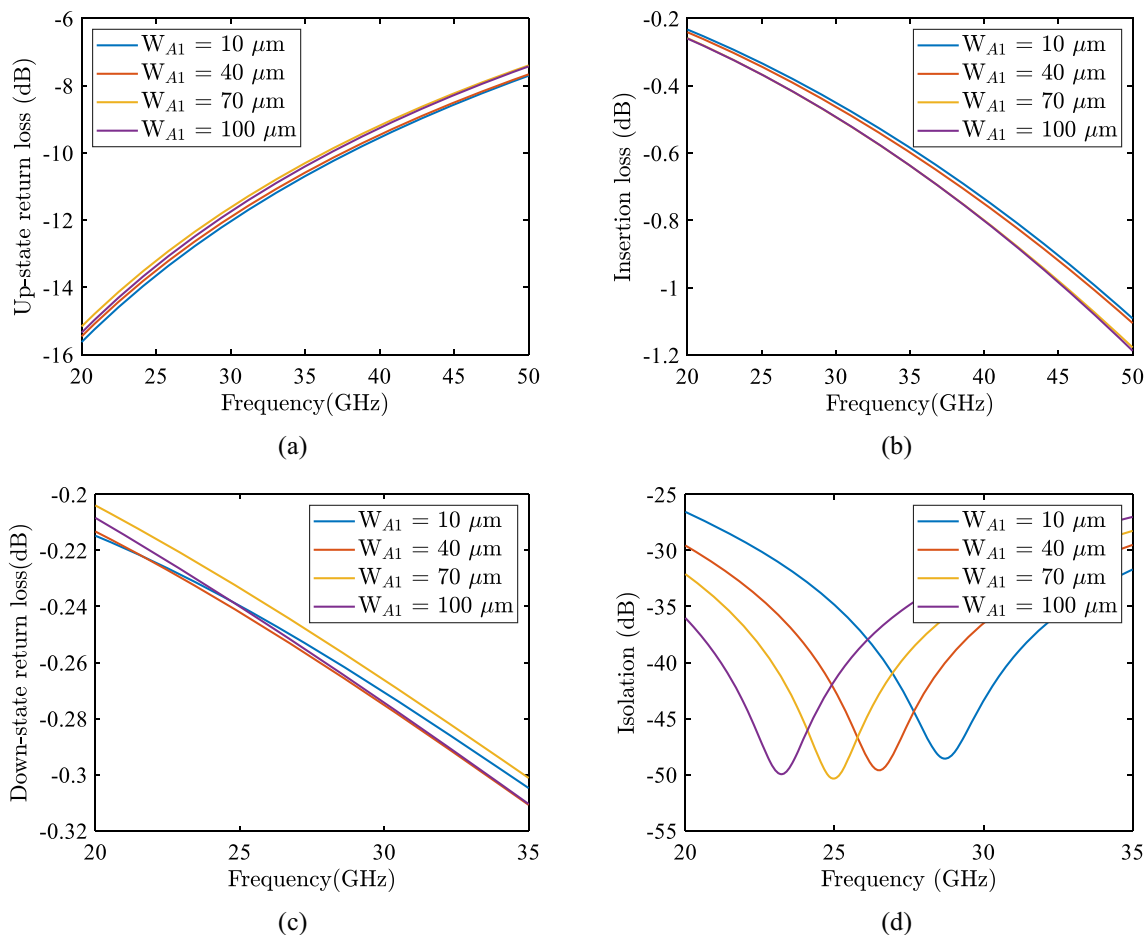 -6
-8
-10
-12
-14
-16
Up-state return loss (dB)
W_A1 = 10 μm
W_A1 = 40 μm
W_A1 = 70 μm
W_A1 = 100 μm
20 25 30 35 40 45 50
Frequency(GHz)
(a)
-0.2
-0.4
-0.6
-0.8
-1
-1.2
Insertion loss (dB)
W_A1 = 10 μm
W_A1 = 40 μm
W_A1 = 70 μm
W_A1 = 100 μm
20 25 30 35 40 45 50
Frequency(GHz)
(b)
-0.2
-0.22
-0.24
-0.26
-0.28
-0.3
-0.32
Down-state return loss(dB)
W_A1 = 10 μm
W_A1 = 40 μm
W_A1 = 70 μm
W_A1 = 100 μm
20 25 30 35
Frequency(GHz)
(c)
-25
-30
-35
-40
-45
-50
-55
Isolation (dB)
W_A1 = 10 μm
W_A1 = 40 μm
W_A1 = 70 μm
W_A1 = 100 μm
20 25 30 35
Frequency (GHz)
(d)